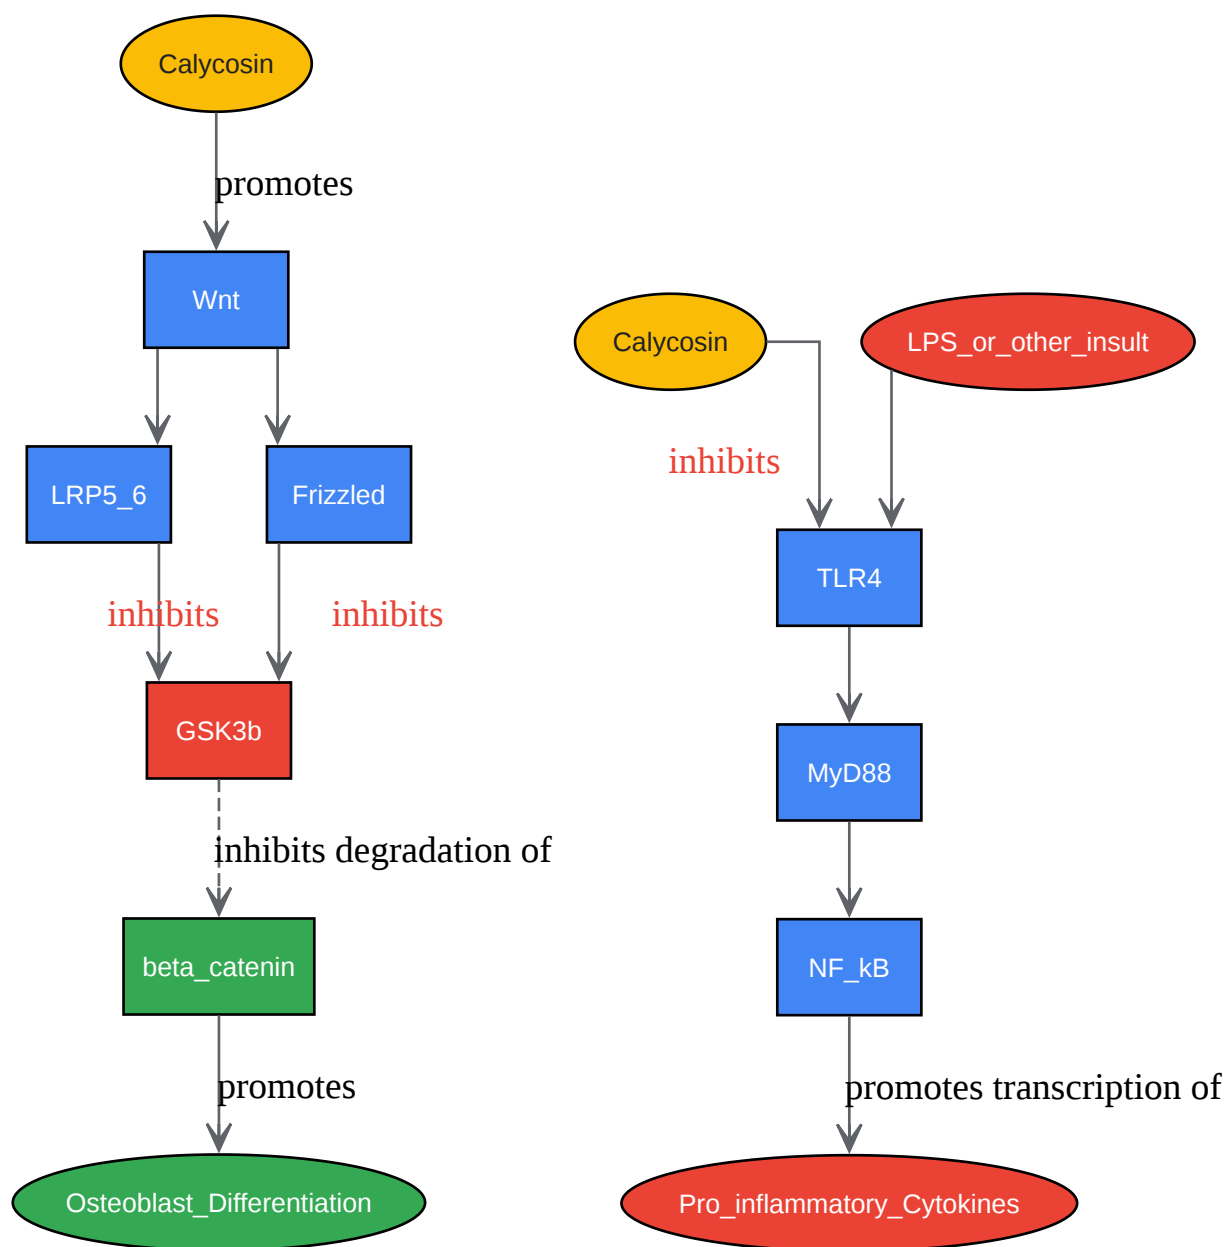 Calycosin
promotes
Wnt
LRP5_6
Frizzled
inhibits
inhibits
GSK3b
inhibits degradation of
beta_catenin
promotes
Osteoblast_Differentiation
Calycosin
LPS_or_other_insult
inhibits
TLR4
MyD88
NF_kB
promotes transcription of
Pro_inflammatory_Cytokines